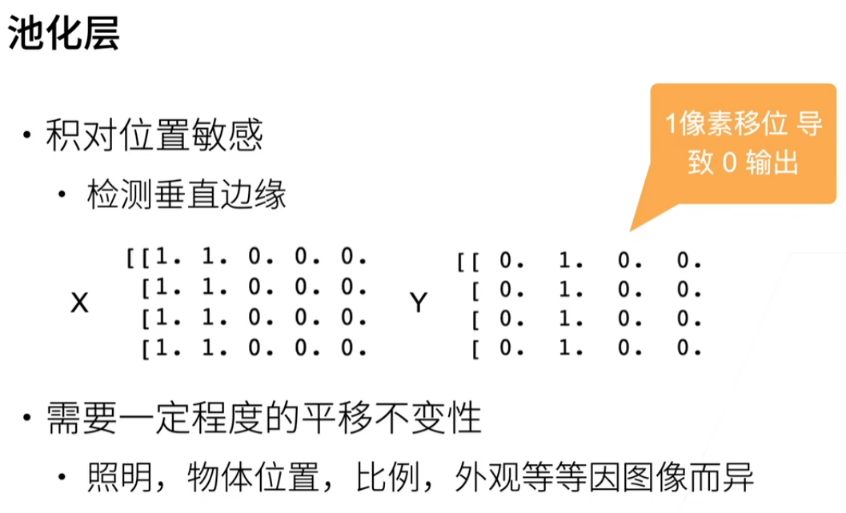 池化层
• 积对位置敏感
• 检测垂直边缘
1像素移位 导
致 0 输出
X
[[1. 1. 0. 0. 0.
[1. 1. 0. 0. 0.
[1. 1. 0. 0. 0.
[1. 1. 0. 0. 0.
Y
[[ 0. 1. 0. 0.
[ 0. 1. 0. 0.
[ 0. 1. 0. 0.
[ 0. 1. 0. 0.
• 需要一定程度的平移不变性
• 照明，物体位置，比例，外观等等因图像而异